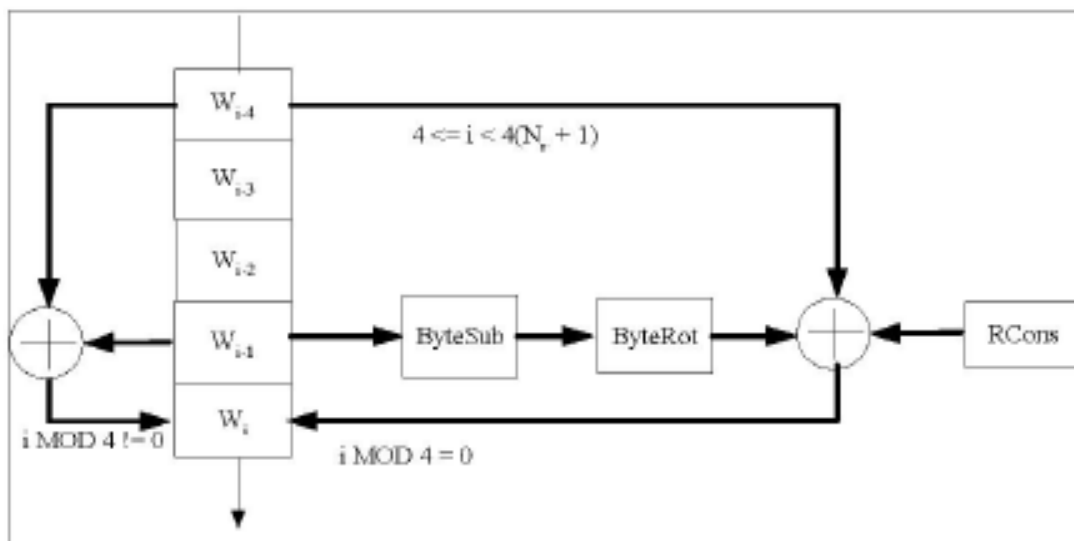 W_{i-4}
4 <= i < 4(N_r + 1)
W_{i-3}
W_{i-2}
W_{i-1}
ByteSub
ByteRot
RCons
W_i
i MOD 4 != 0
i MOD 4 = 0